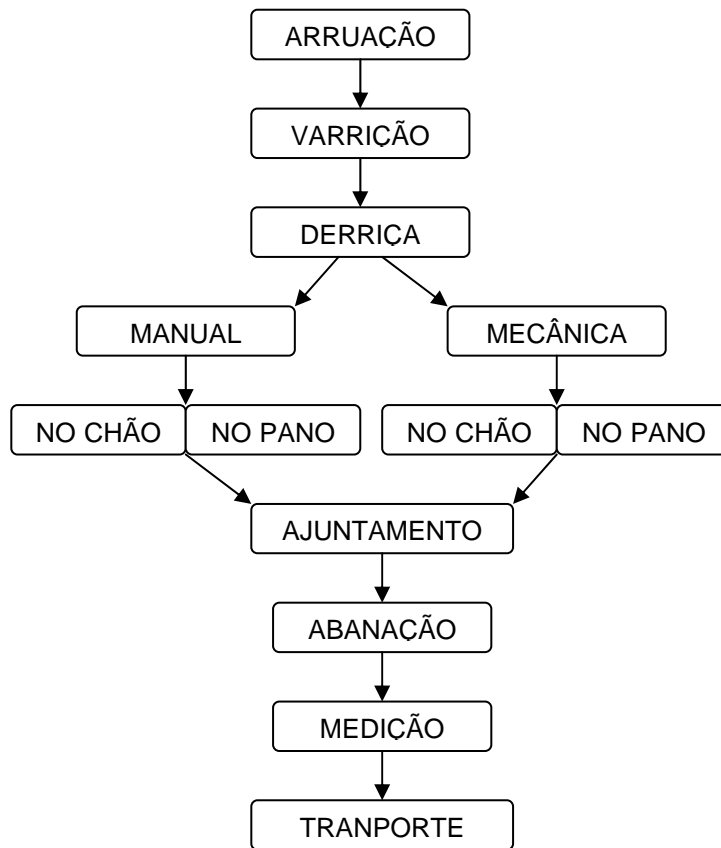 ARRUAÇÃO
VARRIÇÃO
DERRIÇA
MANUAL MECÂNICA
NO CHÃO NO PANO NO CHÃO NO PANO
AJUNTAMENTO
ABANAÇÃO
MEDIÇÃO
TRANPORTE